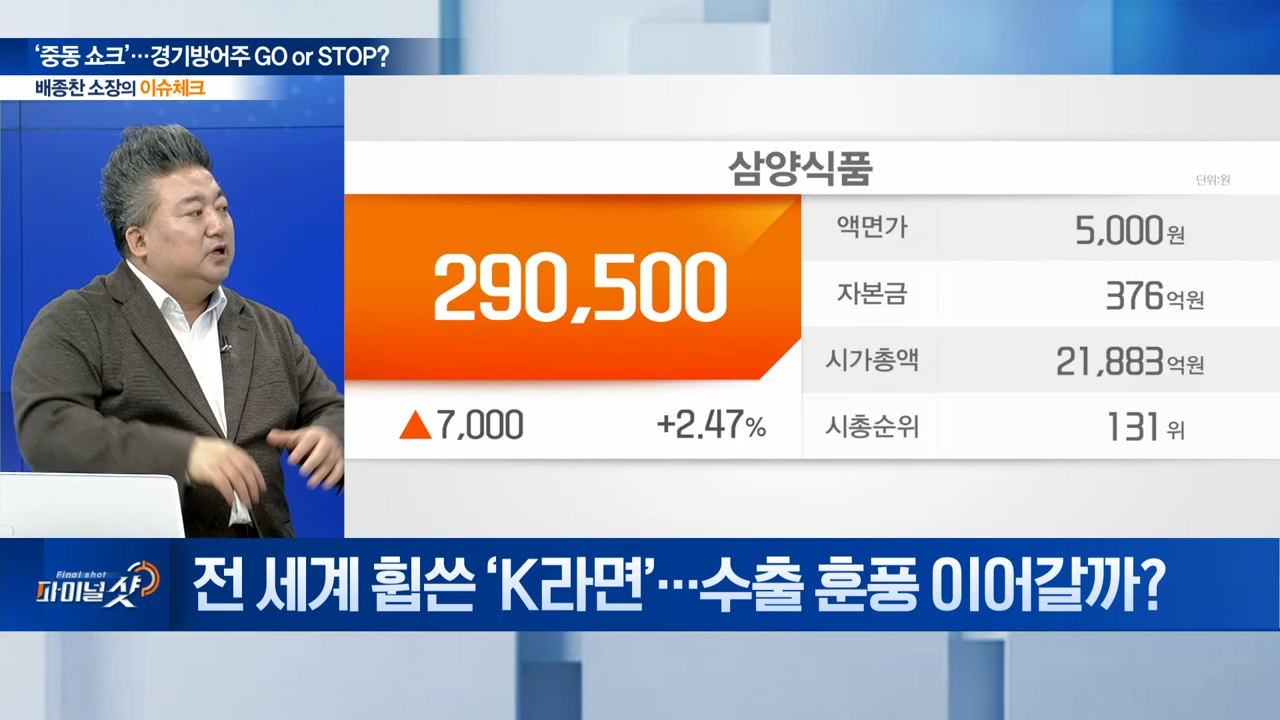 ‘중동 쇼크’…경기방어주 GO or STOP?
배종찬 소장의 이슈체크
삼양식품
단위:원
290,500
▲7,000 +2.47%
액면가 5,000원
자본금 376억원
시가총액 21,883억원
시총순위 131위
Final shot
파이널샷
전 세계 휩쓴 ‘K라면’…수출 훈풍 이어갈까?